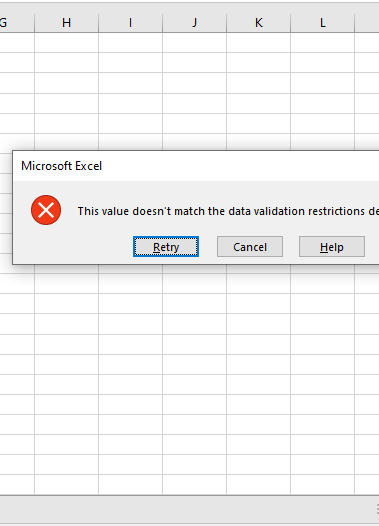 G H I J K L
Microsoft Excel
This value doesn't match the data validation restrictions de
Retry Cancel Help